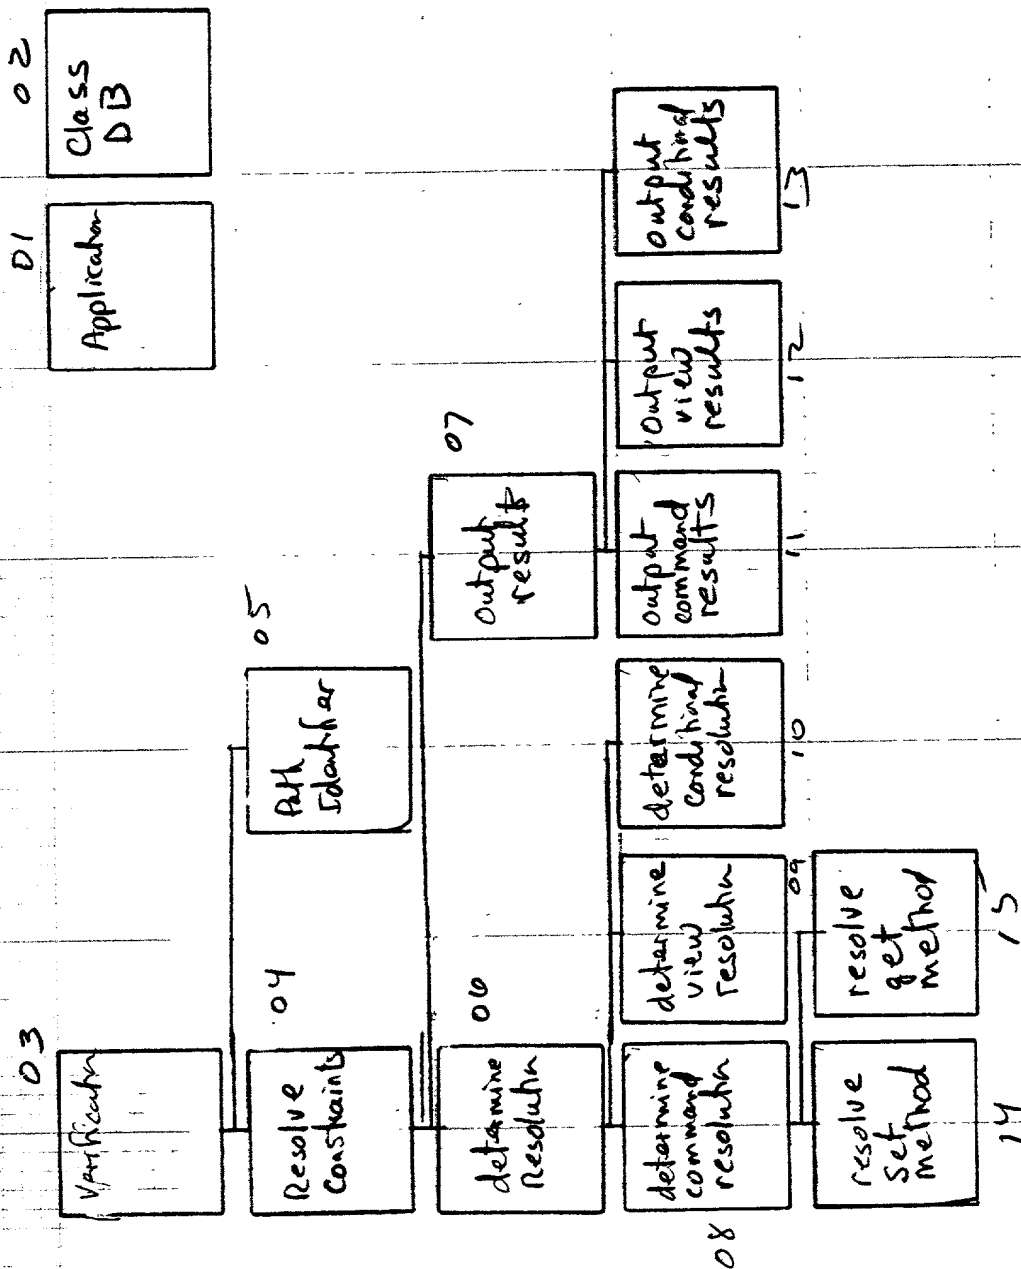 03
Verification
01
Application
02
Class
DB
04
Resolve
Constraints
05
Path
Identifier
06
determine
Resolution
07
Output
results
08
determine
command
resolution
09
determine
view
resolution
10
determine
conditional
resolution
11
output
command
results
12
output
view
results
13
output
conditional
results
14
resolve
set
method
15
resolve
get
method